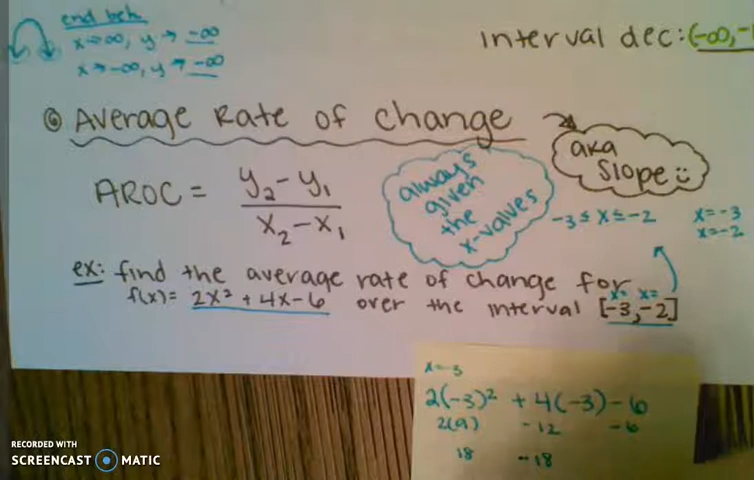 end beh
x→∞, y→ -∞
x→-∞, y→ -∞
interval dec: (-∞, -1
⑥ Average Rate of Change
aka
slope
AROC = y₂ - y₁
x₂ - x₁
always
given
the
x-values
-3 ≤ x ≤ -2
x = -3
x = -2
ex: find the average rate of change for
x= x=
f(x) = 2x² + 4x - 6 over the interval [-3, -2]
x = -3
2(-3)² + 4(-3) - 6
2(9) -12 -6
18 -18
RECORDED WITH
SCREENCAST MATIC